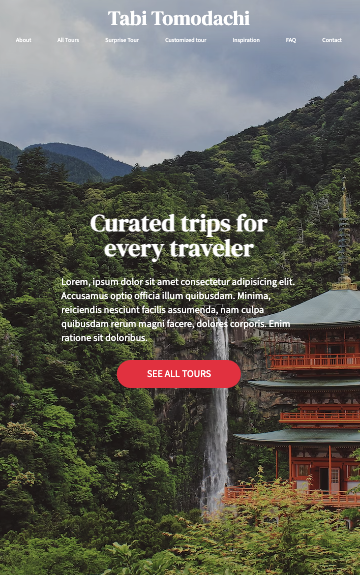 Tabi Tomodachi
About All Tours Surprise Tour Customised tour Inspiration FAQ Contact
Curated trips for
every traveler
Lorem, ipsum dolor sit amet consectetur adipisicing elit.
Accusamus optio officia illum quibusdam. Minima,
reiciendis nesciunt facilis assumenda, nam culpa
quibusdam rerum magni facere, dolores corporis. Enim
ratione sit doloribus.
SEE ALL TOURS